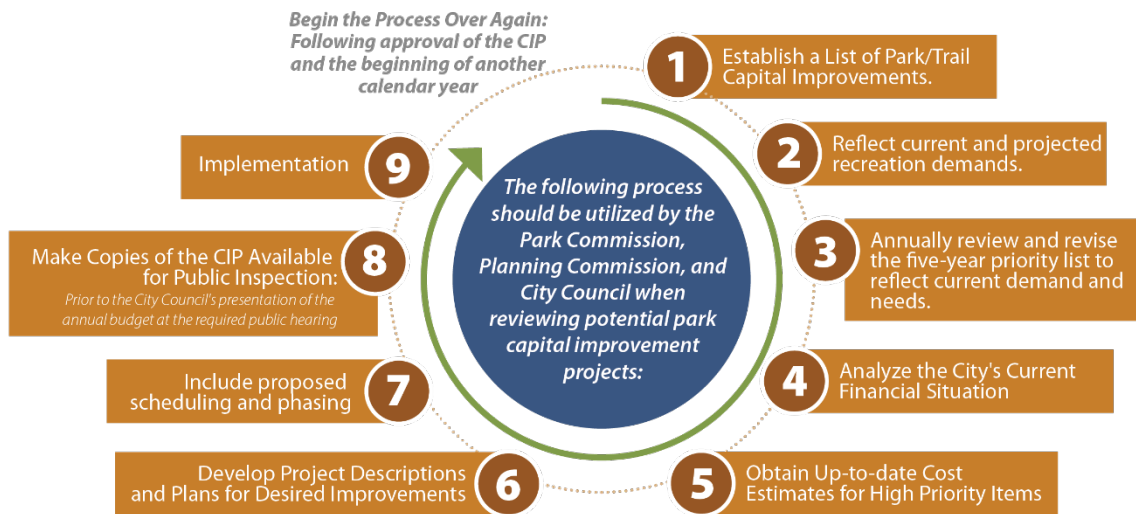 Begin the Process Over Again:
Following approval of the CIP
and the beginning of another
calendar year
1
Establish a List of Park/Trail
Capital Improvements.
2
Reflect current and projected
recreation demands.
3
Annually review and revise
the five-year priority list to
reflect current demand and
needs.
4
Analyze the City's Current
Financial Situation
5
Obtain Up-to-date Cost
Estimates for High Priority Items
6
Develop Project Descriptions
and Plans for Desired Improvements
7
Include proposed
scheduling and phasing
8
Make Copies of the CIP Available
for Public Inspection:
Prior to the City Council's presentation of the
annual budget at the required public hearing
9
Implementation
The following process
should be utilized by the
Park Commission,
Planning Commission, and
City Council when
reviewing potential park
capital improvement
projects: